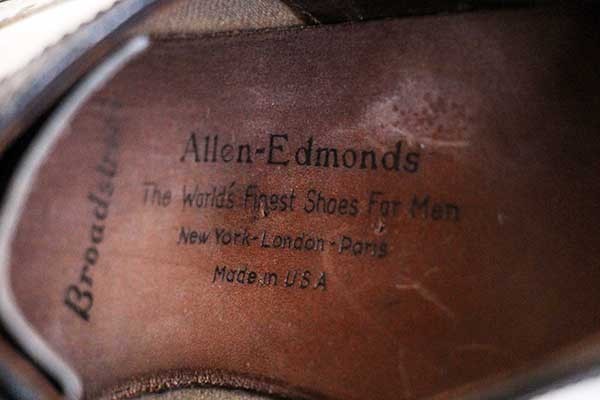 Allen-Edmonds
The World's Finest Shoes For Men
New York-London-Paris
Made in U.S.A
Broadstreet